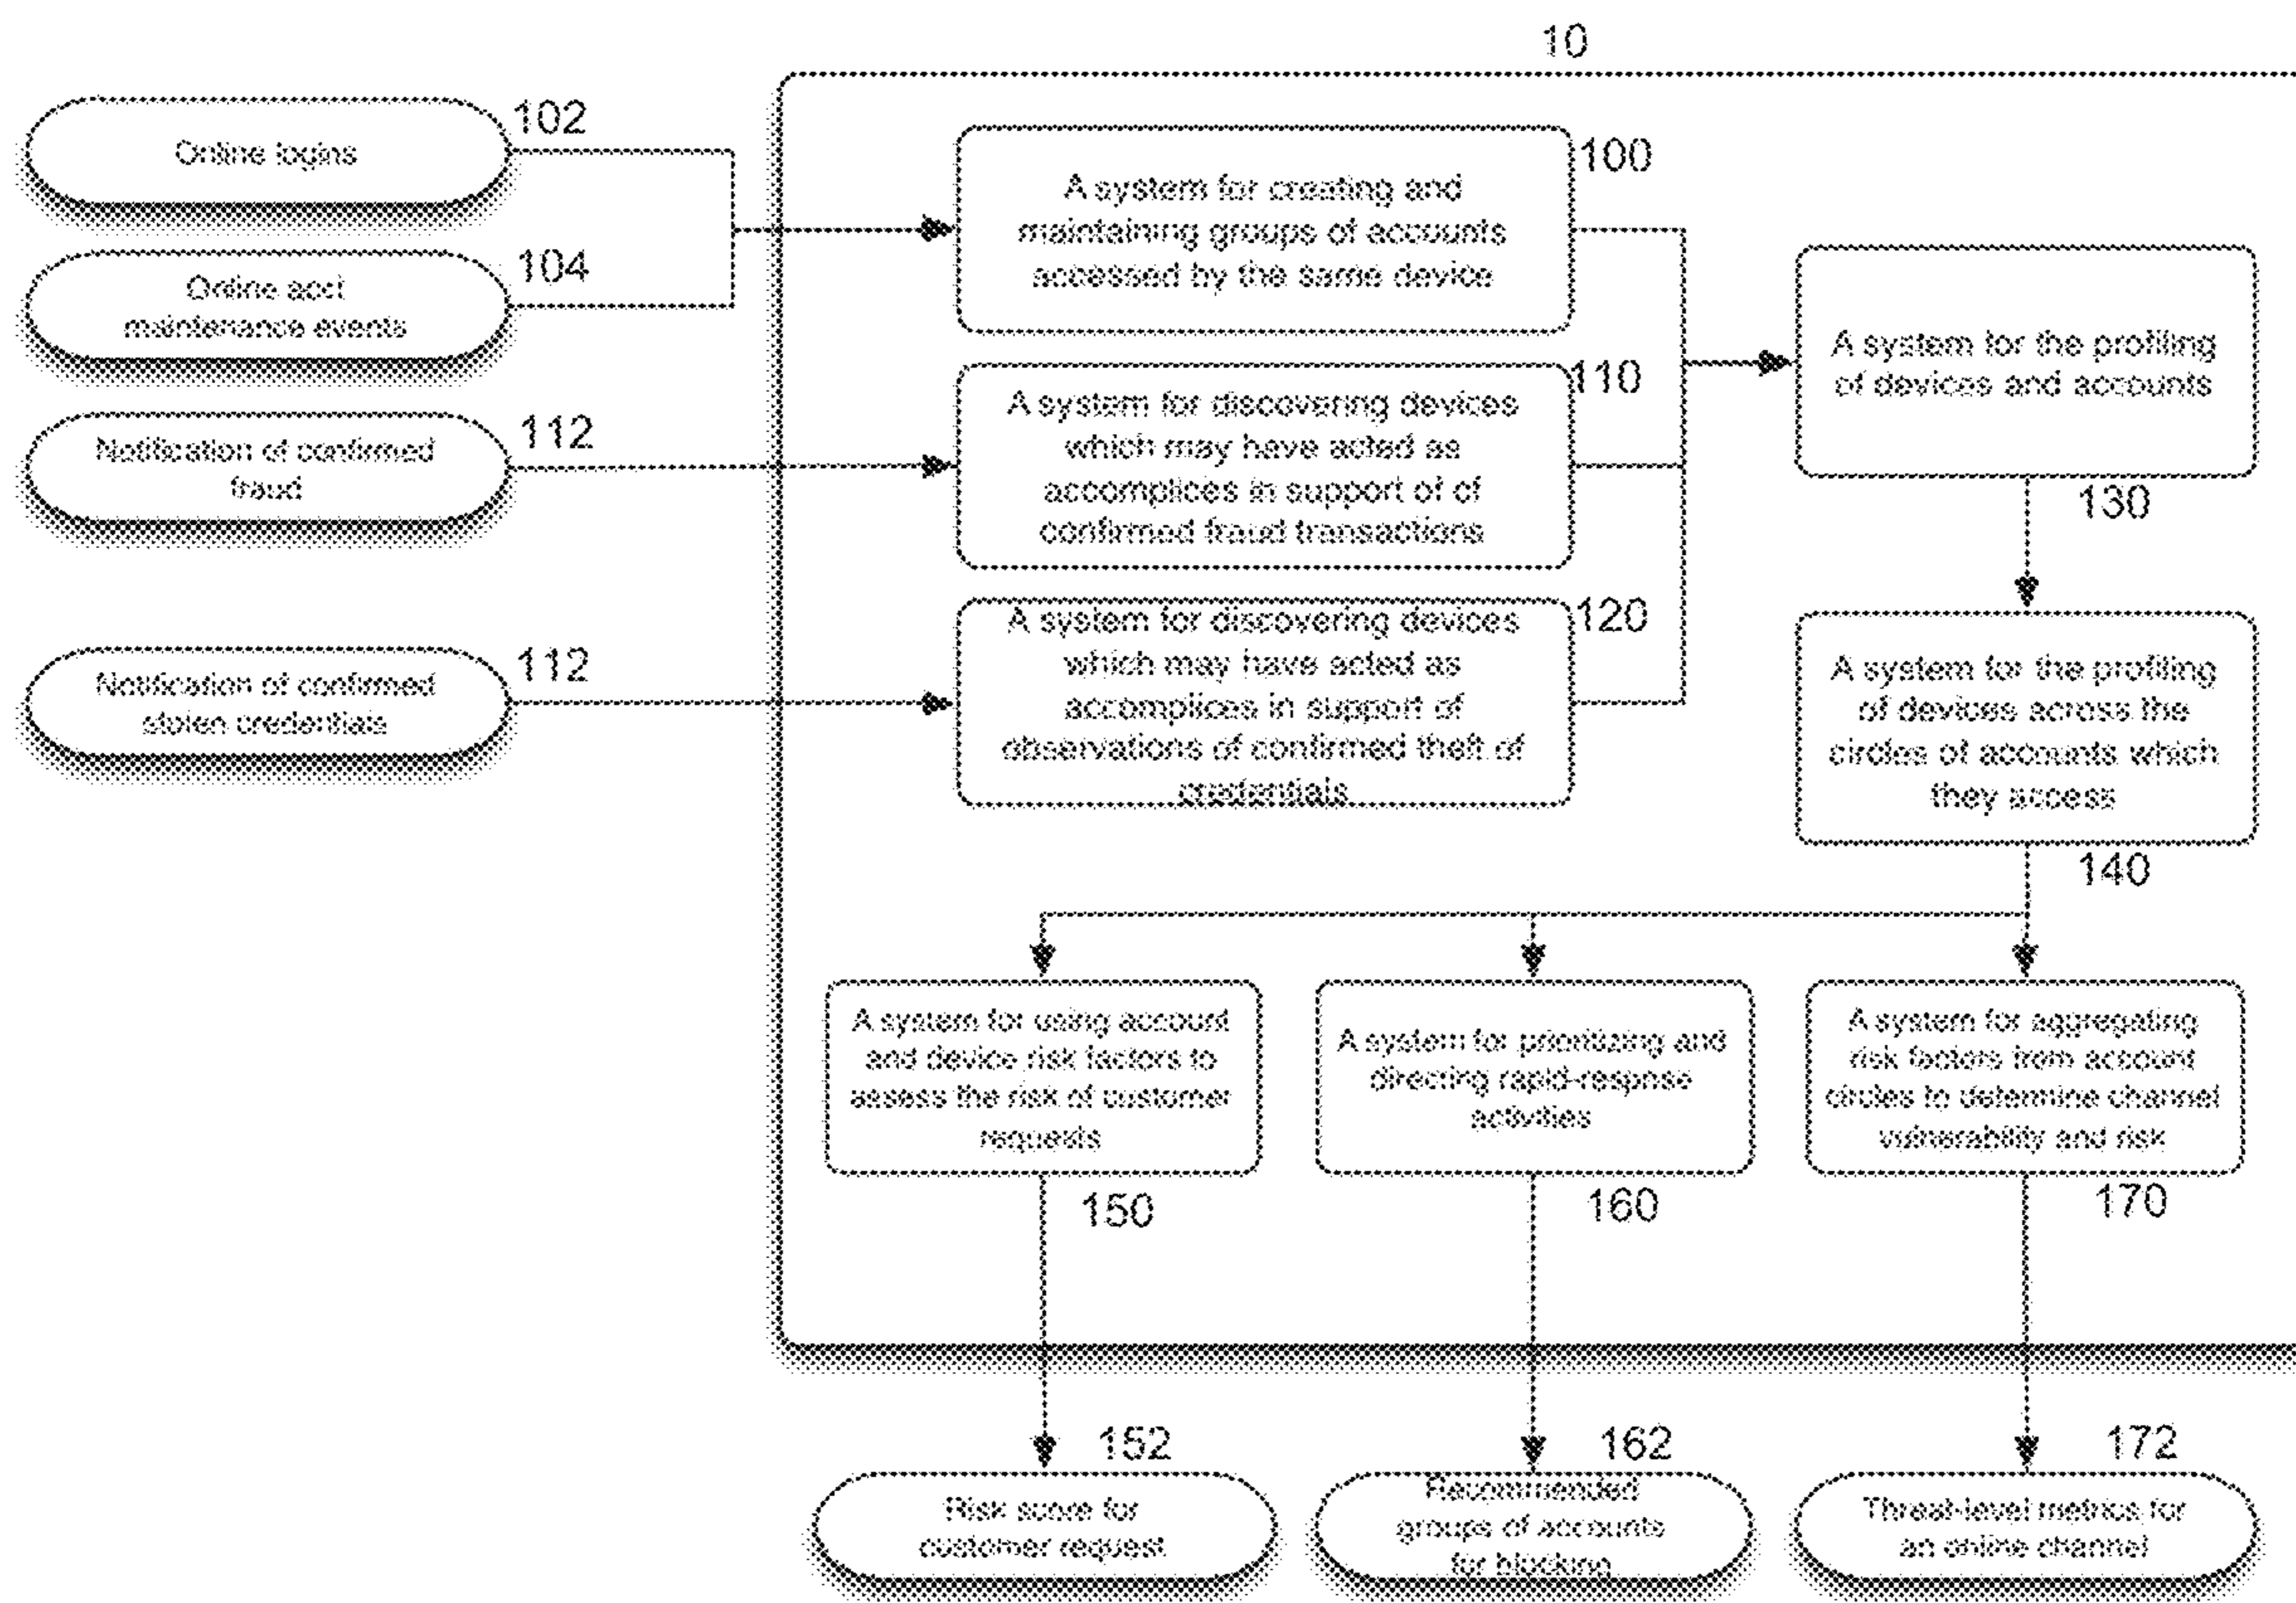 10
102
Online logins
100
A system for creating and
maintaining groups of accounts
accessed by the same device
104
Online acct
maintenance events
A system for the profiling
of devices and accounts
130
112
Notification of confirmed
fraud
110
A system for discovering devices
which may have acted as
accomplices in support of of
confirmed fraud transactions
112
Notification of confirmed
stolen credentials
120
A system for discovering devices
which may have acted as
accomplices in support of
observations of confirmed theft of
credentials
A system for the profiling
of devices across the
circles of accounts which
they access
140
A system for using account
and device risk factors to
assess the risk of customer
requests
150
A system for prioritizing and
directing rapid-response
activities
160
A system for aggregating
risk factors from account
circles to determine channel
vulnerability and risk
170
152
Risk score for
customer request
162
Recommended
groups of accounts
for blocking
172
Threat-level metrics for
an online channel